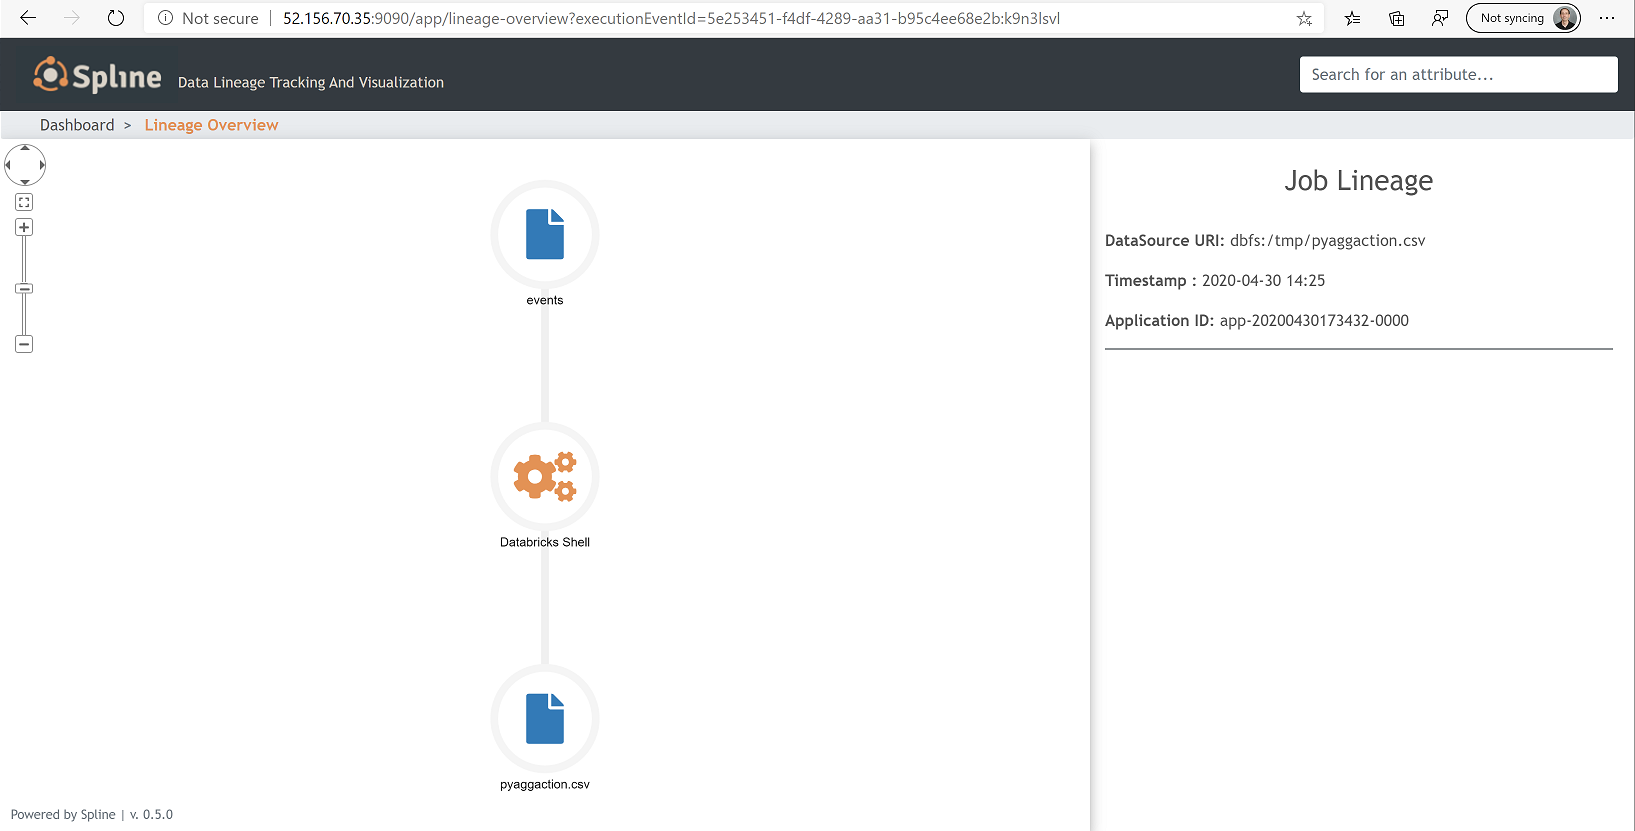 Not secure | 52.156.70.35:9090/app/lineage-overview?executionEventId=5e253451-f4df-4289-aa31-b95c4ee68e2b:k9n3lsvl
Not syncing
Spline Data Lineage Tracking And Visualization
Search for an attribute...
Dashboard > Lineage Overview
events
Databricks Shell
pyaggaction.csv
Job Lineage
DataSource URI: dbfs:/tmp/pyaggaction.csv
Timestamp : 2020-04-30 14:25
Application ID: app-20200430173432-0000
Powered by Spline | v. 0.5.0